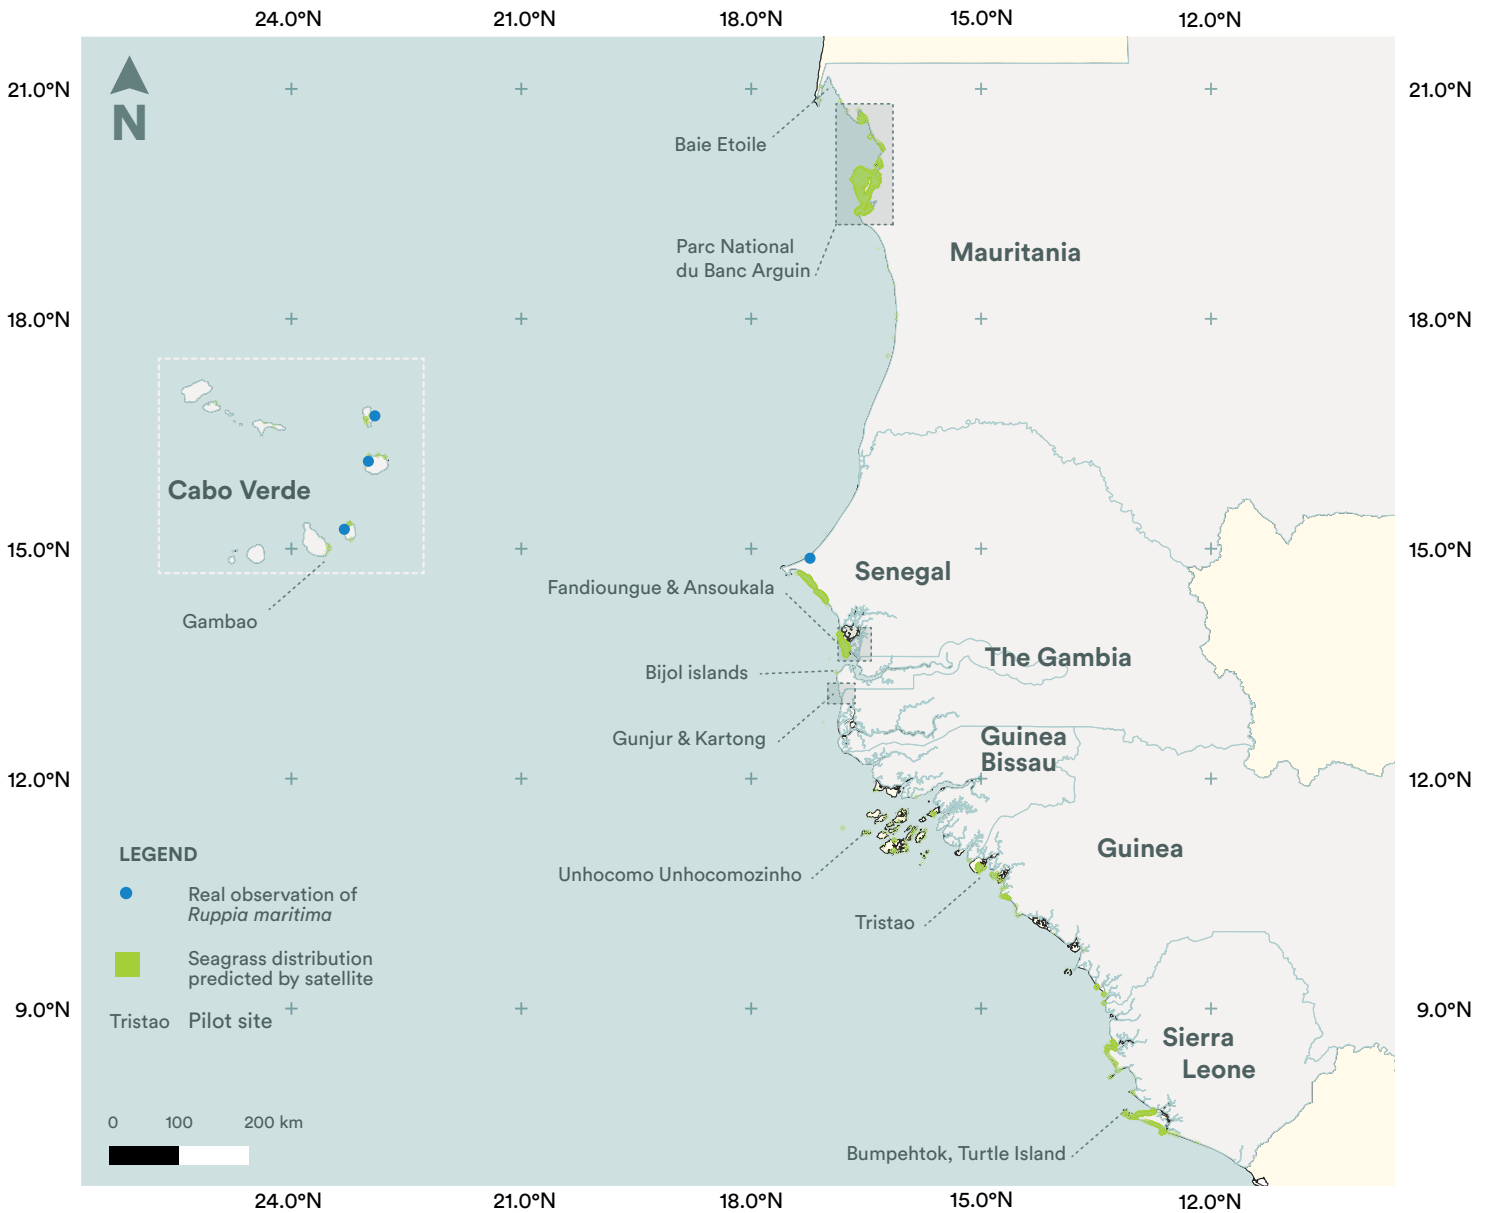 24.0°N 21.0°N 18.0°N 15.0°N 12.0°N
21.0°N 21.0°N
N
Baie Etoile
Parc National
du Banc Arguin
Mauritania
18.0°N 18.0°N
Cabo Verde
15.0°N 15.0°N
Senegal
Fandioungue & Ansoukala
Gambao
The Gambia
Bijol islands
Gunjur & Kartong
Guinea
Bissau
12.0°N 12.0°N
Guinea
LEGEND
Real observation of
Ruppia maritima
Unhocomo Unhocomozinho
Tristao
Seagrass distribution
predicted by satellite
9.0°N 9.0°N
Tristao Pilot site
Sierra
Leone
0 100 200 km
Bumpehtok, Turtle Island
24.0°N 21.0°N 18.0°N 15.0°N 12.0°N